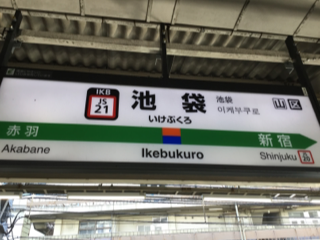 IKB
JS
21
池袋
いけぶくろ
池袋
이케부쿠로
山 区
赤羽
Akabane
Ikebukuro
新宿
Shinjuku